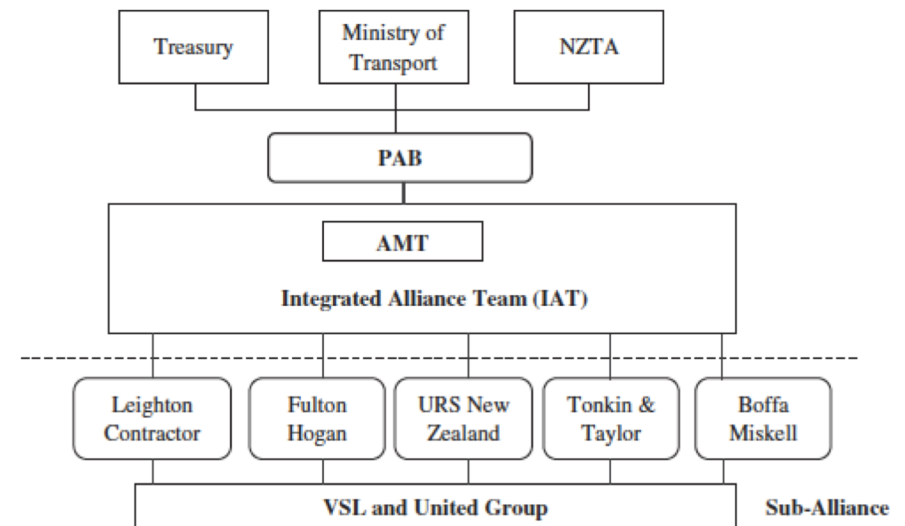 Treasury
Ministry of
Transport
NZTA
PAB
AMT
Integrated Alliance Team (IAT)
Leighton
Contractor
Fulton
Hogan
URS New
Zealand
Tonkin &
Taylor
Boffa
Miskell
VSL and United Group
Sub-Alliance